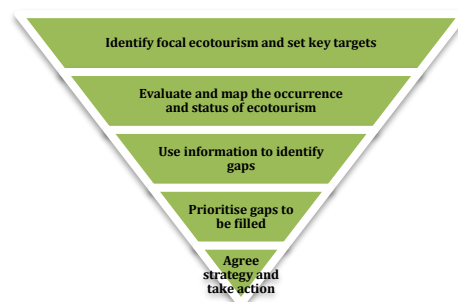 Identify focal ecotourism and set key targets
Evaluate and map the occurrence
and status of ecotourism
Use information to identify
gaps
Prioritise gaps to
be filled
Agree
strategy and
take action